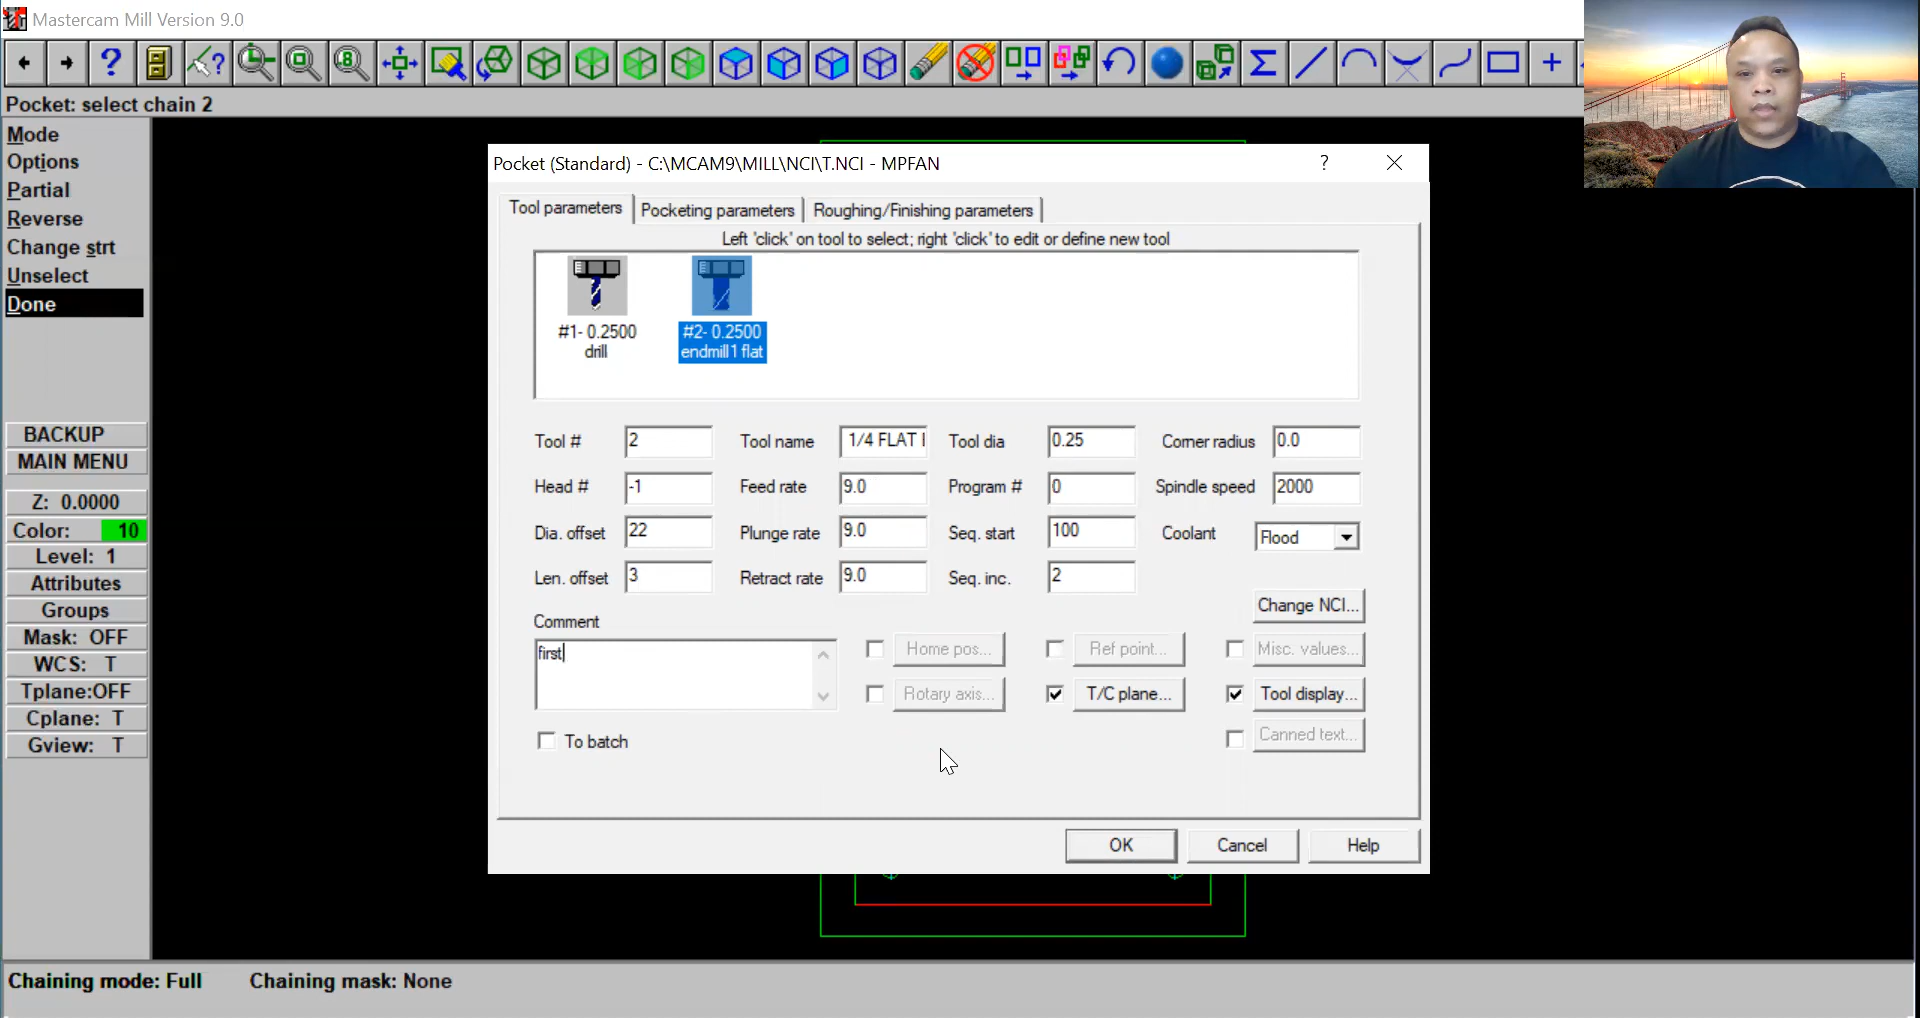 Mastercam Mill Version 9.0
Pocket: select chain 2
Mode
Options
Partial
Reverse
Change strt
Unselect
Done
BACKUP
MAIN MENU
Z: 0.0000
Color: 10
Level: 1
Attributes
Groups
Mask: OFF
WCS: T
Tplane:OFF
Cplane: T
Gview: T
Pocket (Standard) - C:\MCAM9\MILL\NCI\T.NCI - MPFAN
Tool parameters
Pocketing parameters
Roughing/Finishing parameters
Left 'click' on tool to select; right 'click' to edit or define new tool
#1- 0.2500
drill
#2- 0.2500
endmill1 flat
Tool # 2 Tool name 1/4 FLAT Tool dia 0.25 Corner radius 0.0
Head # -1 Feed rate 9.0 Program # 0 Spindle speed 2000
Dia. offset 22 Plunge rate 9.0 Seq. start 100 Coolant Flood
Len. offset 3 Retract rate 9.0 Seq. inc. 2
Change NCI...
Comment
first
Home pos... Ref point... Misc. values...
Rotary axis... T/C plane... Tool display...
To batch
Canned text...
OK Cancel Help
Chaining mode: Full Chaining mask: None